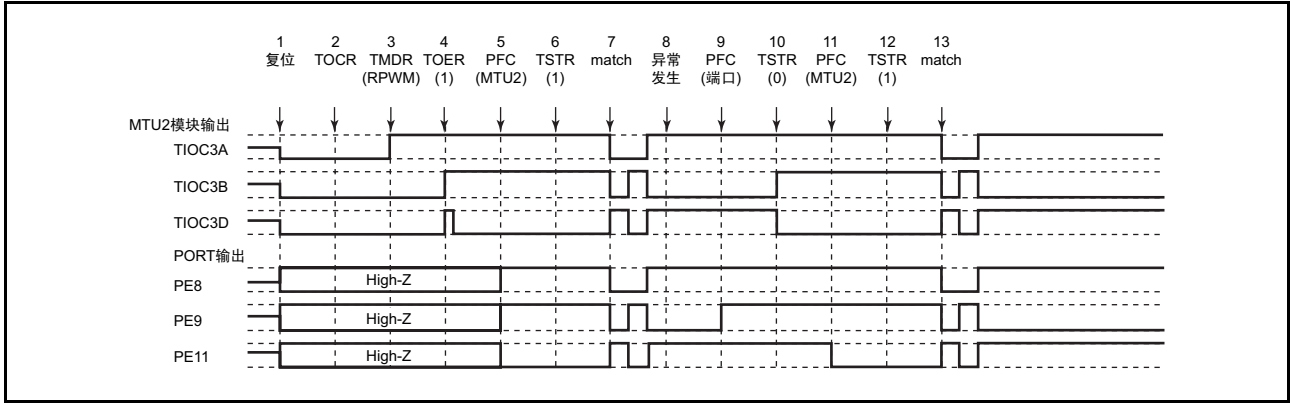 1 2 3 4 5 6 7 8 9 10 11 12 13
复位 TOCR TMDR TOER PFC TSTR match 异常 PFC TSTR PFC TSTR match
(RPWM) (1) (MTU2) (1) 发生 (端口) (0) (MTU2) (1)
MTU2模块输出
TIOC3A
TIOC3B
TIOC3D
PORT输出
PE8 High-Z
PE9 High-Z
PE11 High-Z